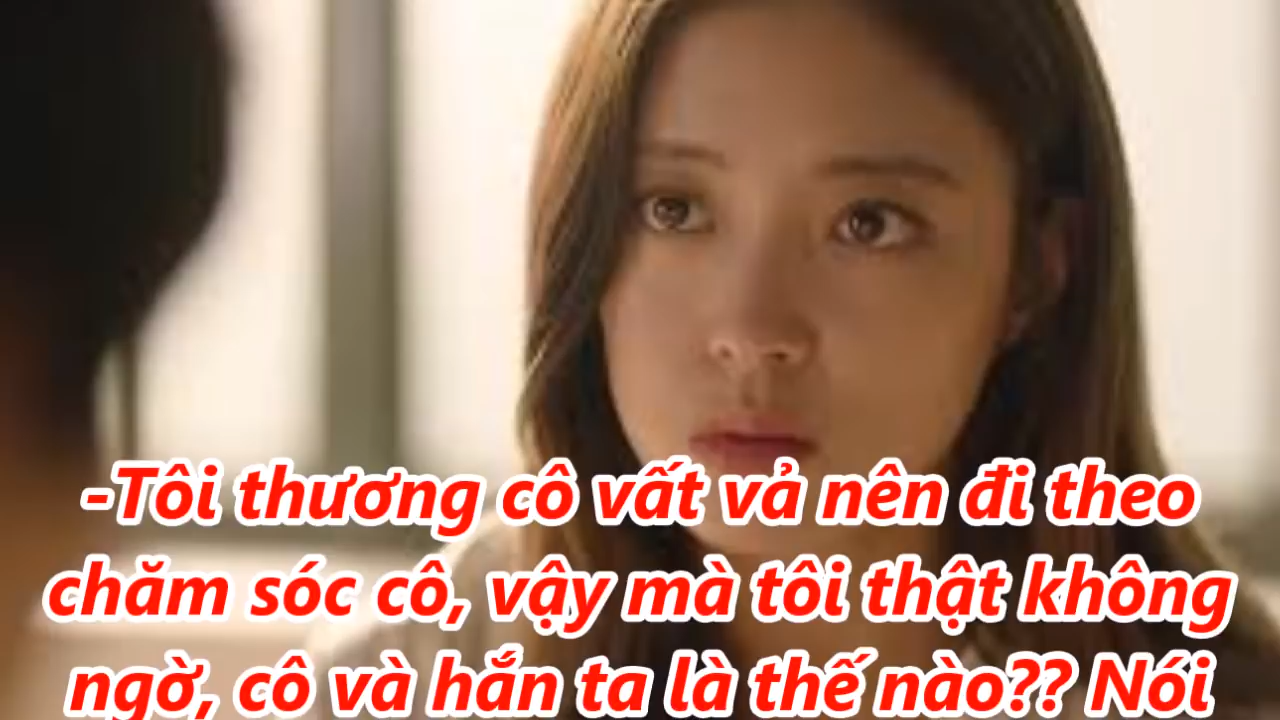 -Tôi thương cô vất vả nên đi theo
chăm sóc cô, vậy mà tôi thật không
ngờ, cô và hắn ta là thế nào?? Nói